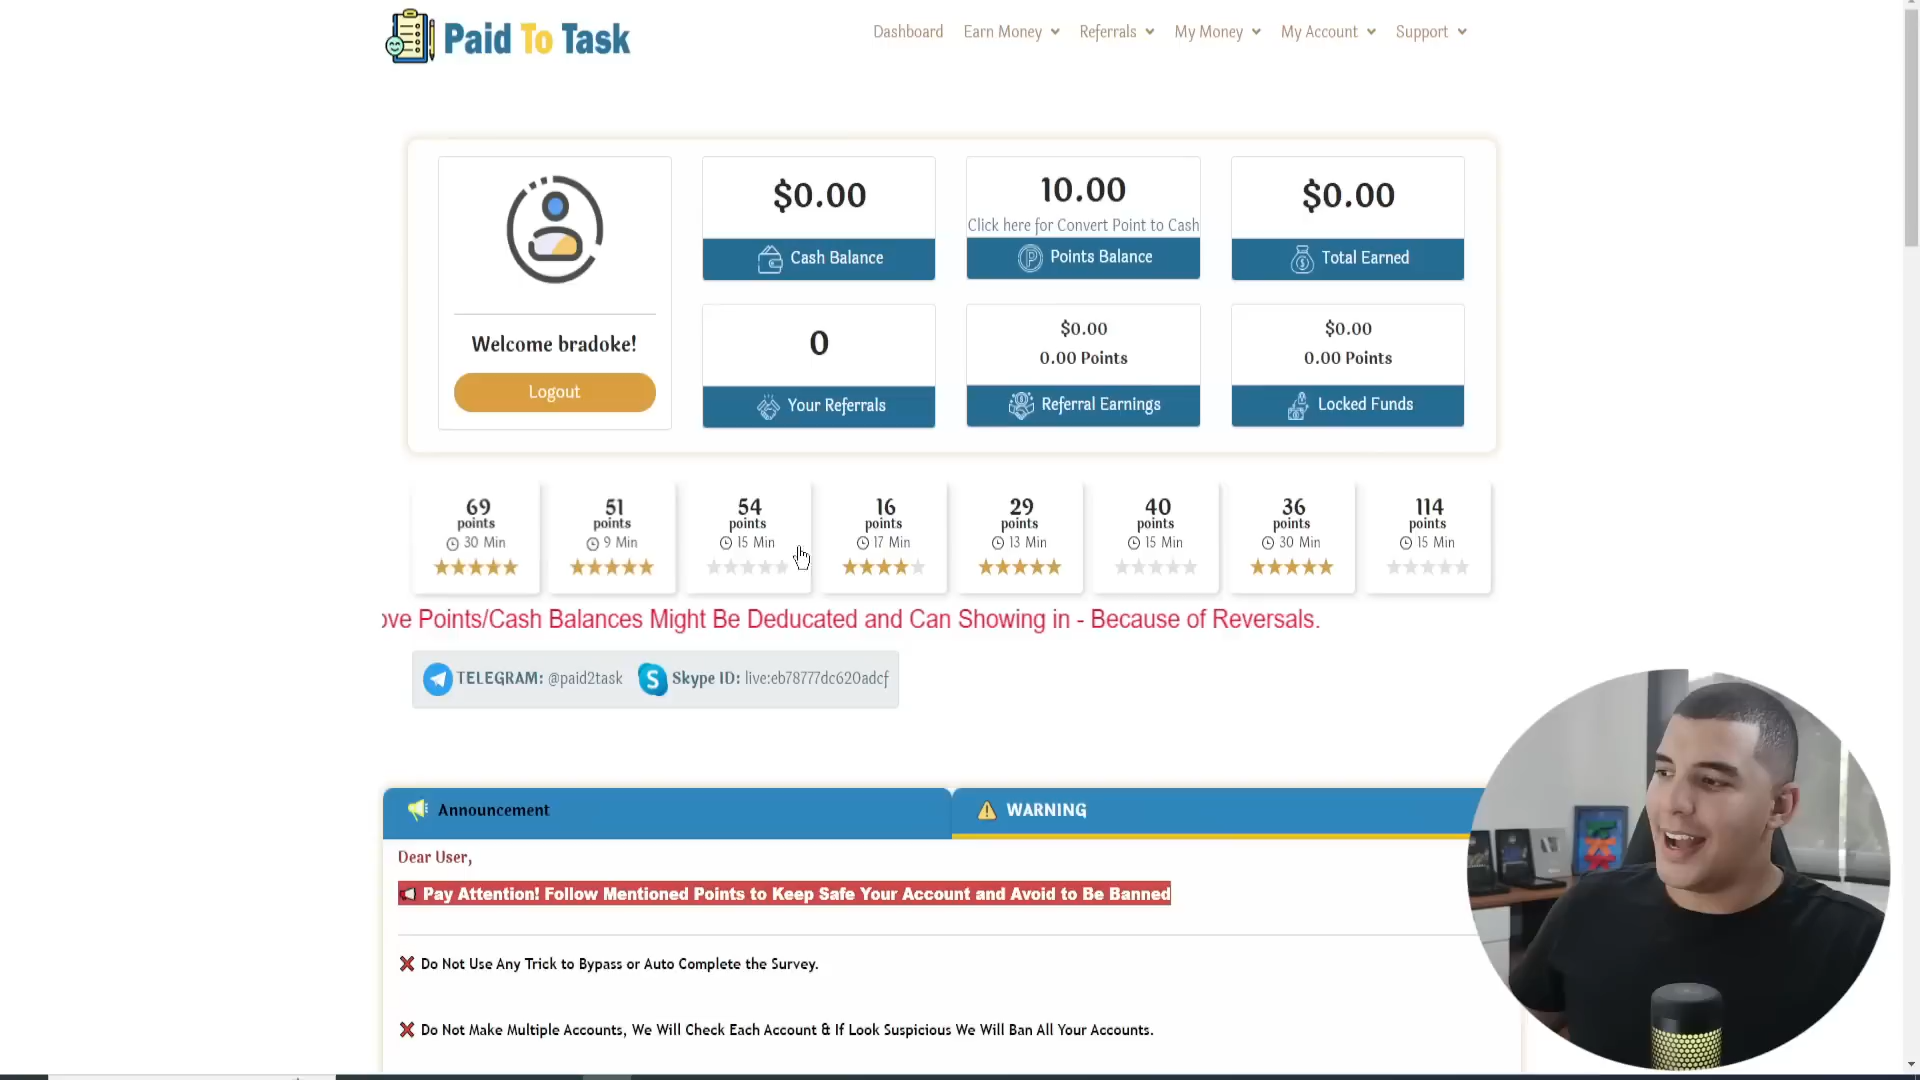 Paid To Task
Dashboard Earn Money Referrals My Money My Account Support
$0.00
10.00
$0.00
Click here for Convert Point to Cash
Cash Balance
Points Balance
Total Earned
Welcome bradoke!
Logout
0
$0.00
0.00 Points
$0.00
0.00 Points
Your Referrals
Referral Earnings
Locked Funds
69 points 30 Min
51 points 9 Min
54 points 15 Min
16 points 17 Min
29 points 13 Min
40 points 15 Min
36 points 30 Min
114 points 15 Min
ove Points/Cash Balances Might Be Deducated and Can Showing in - Because of Reversals.
TELEGRAM: @paid2task Skype ID: live:eb78777dc620adcf
Announcement
WARNING
Dear User,
Pay Attention! Follow Mentioned Points to Keep Safe Your Account and Avoid to Be Banned
Do Not Use Any Trick to Bypass or Auto Complete the Survey.
Do Not Make Multiple Accounts, We Will Check Each Account & If Look Suspicious We Will Ban All Your Accounts.